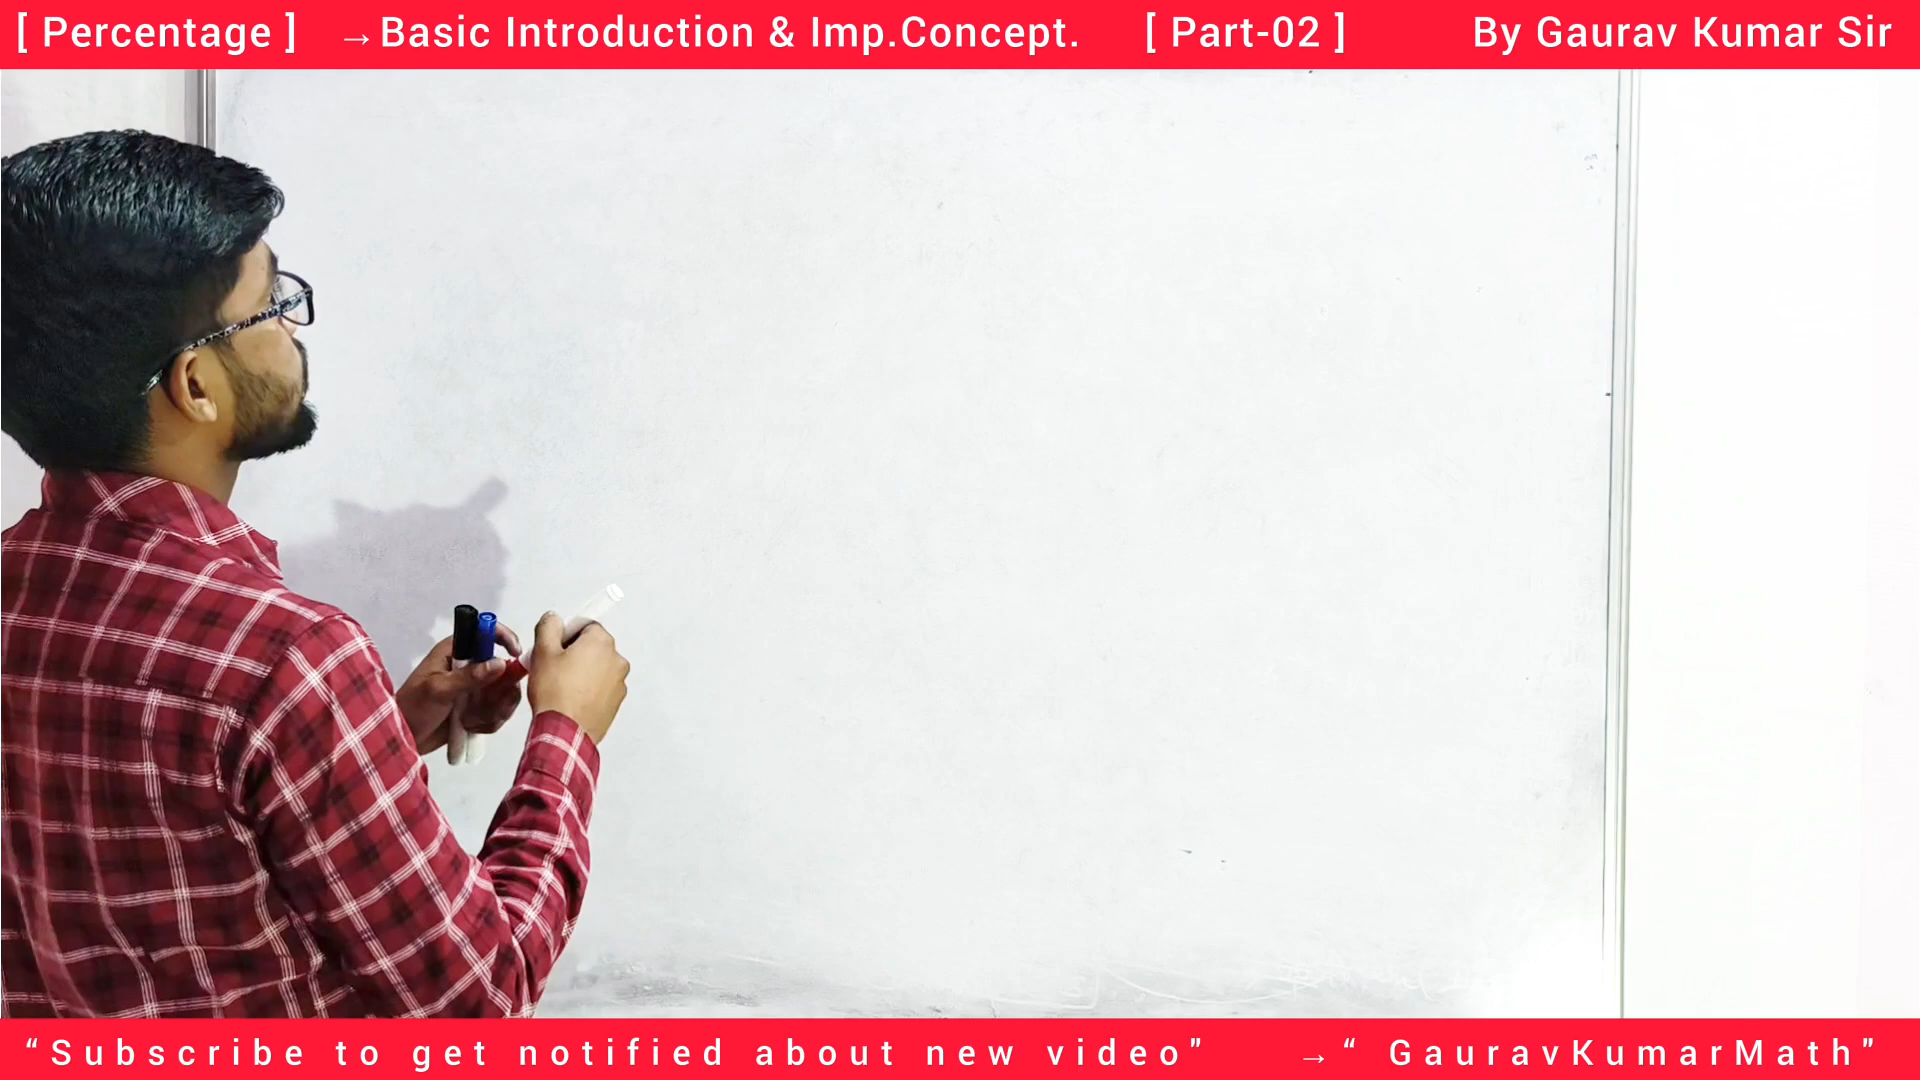 [ Percentage ] →Basic Introduction & Imp.Concept. [ Part-02 ] By Gaurav Kumar Sir
“Subscribe to get notified about new video” →“ GauravKumarMath”